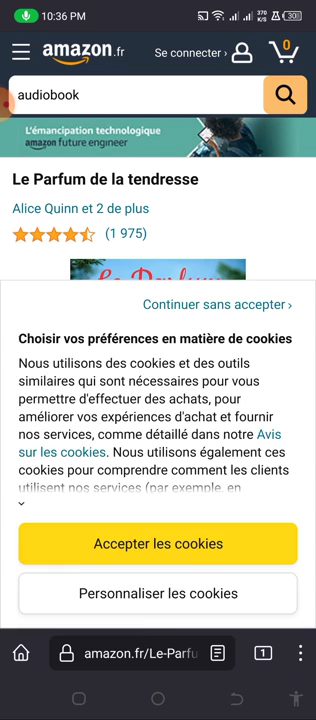 10:36 PM
370
K/S
30
amazon.fr
Se connecter ›
0
audiobook
L'émancipation technologique
amazon future engineer
Le Parfum de la tendresse
Alice Quinn et 2 de plus
(1 975)
Le Parfum
Continuer sans accepter ›
Choisir vos préférences en matière de cookies
Nous utilisons des cookies et des outils
similaires qui sont nécessaires pour vous
permettre d'effectuer des achats, pour
améliorer vos expériences d'achat et fournir
nos services, comme détaillé dans notre Avis
sur les cookies. Nous utilisons également ces
cookies pour comprendre comment les clients
utilisent nos services (par exemple, en
Accepter les cookies
Personnaliser les cookies
amazon.fr/Le-Parfu
1